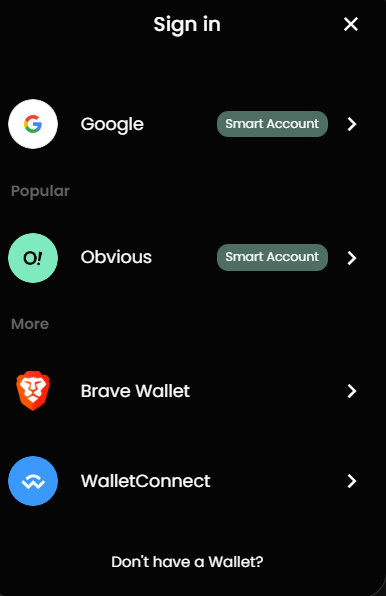 Sign in
Google Smart Account
Popular
O! Obvious Smart Account
More
Brave Wallet
WalletConnect
Don't have a Wallet?